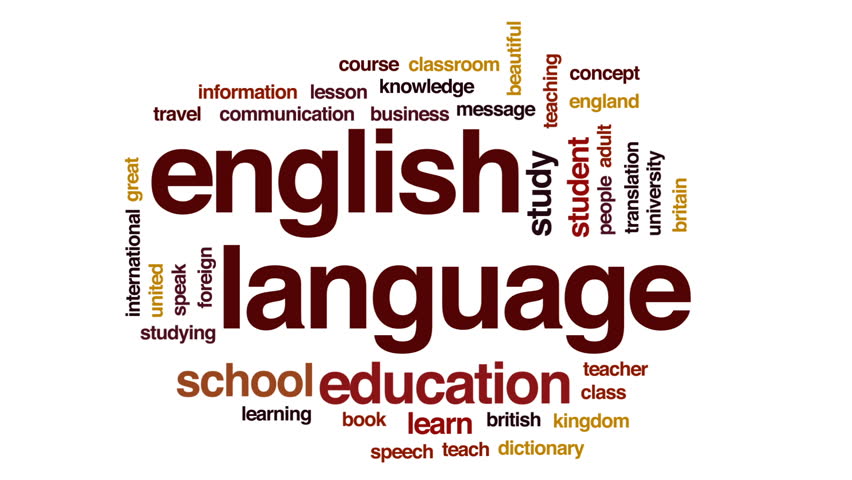 beautiful
course classroom
teaching
concept
information lesson knowledge
england
travel communication business message
english
study
student
adult
people
translation
university
britain
great
international
united
speak
foreign
language
studying
school education
teacher
class
learning book learn british kingdom
speech teach dictionary